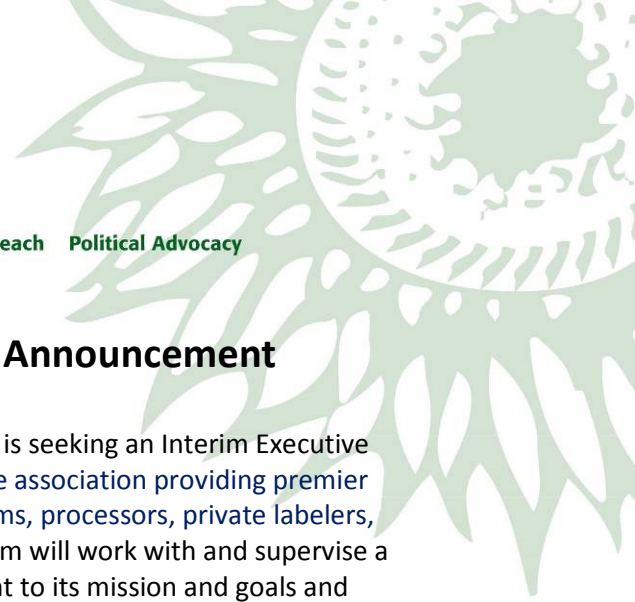 each Political Advocacy
Announcement
is seeking an Interim Executive
e association providing premier
ms, processors, private labelers,
m will work with and supervise a
nt to its mission and goals and